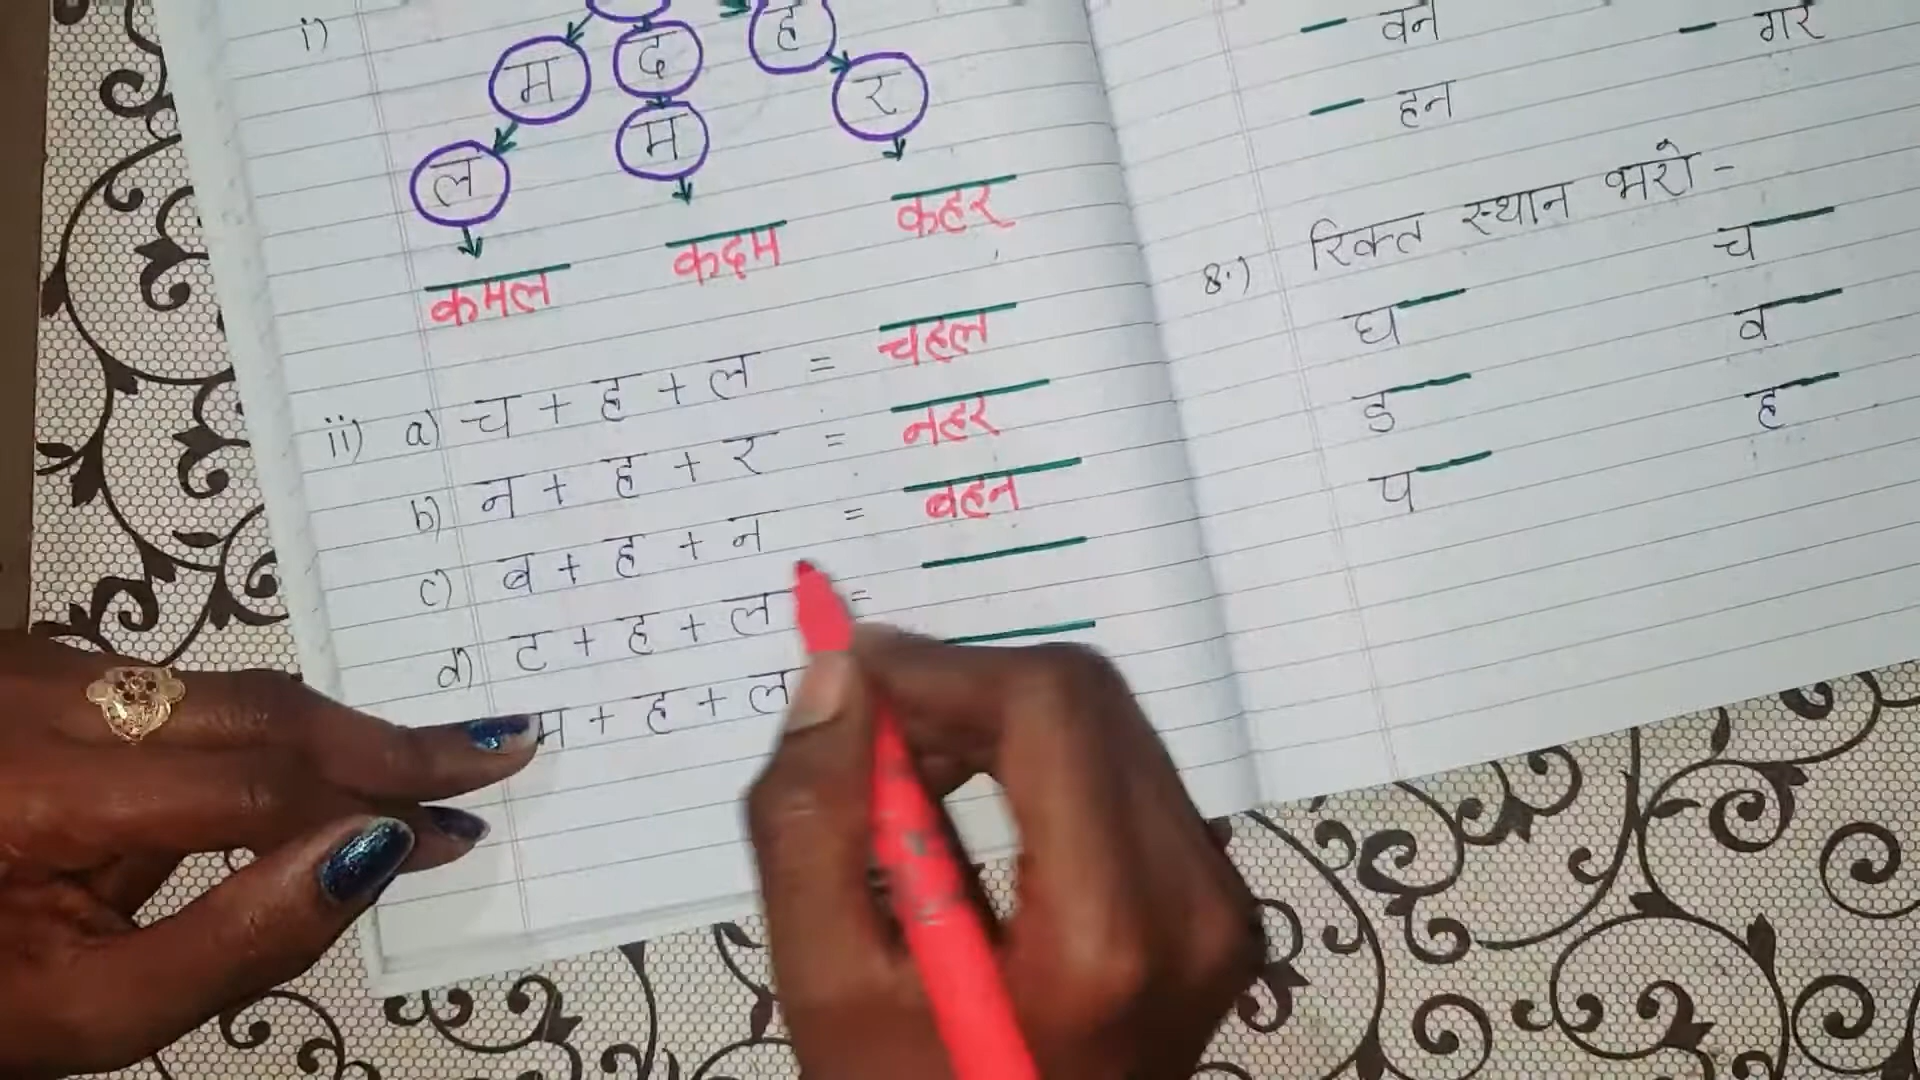 i)
म द ह
र
ल म
कमल कदम कहर
ii) a) च + ह + ल = चहल
b) न + ह + र = नहर
c) ब + ह + न = बहन
d) ट + ह + ल =
म + ह + ल
— वन — गर
— हन
8.) रिक्त स्थान भरो -
घ— च—
ड— व—
प— ह—